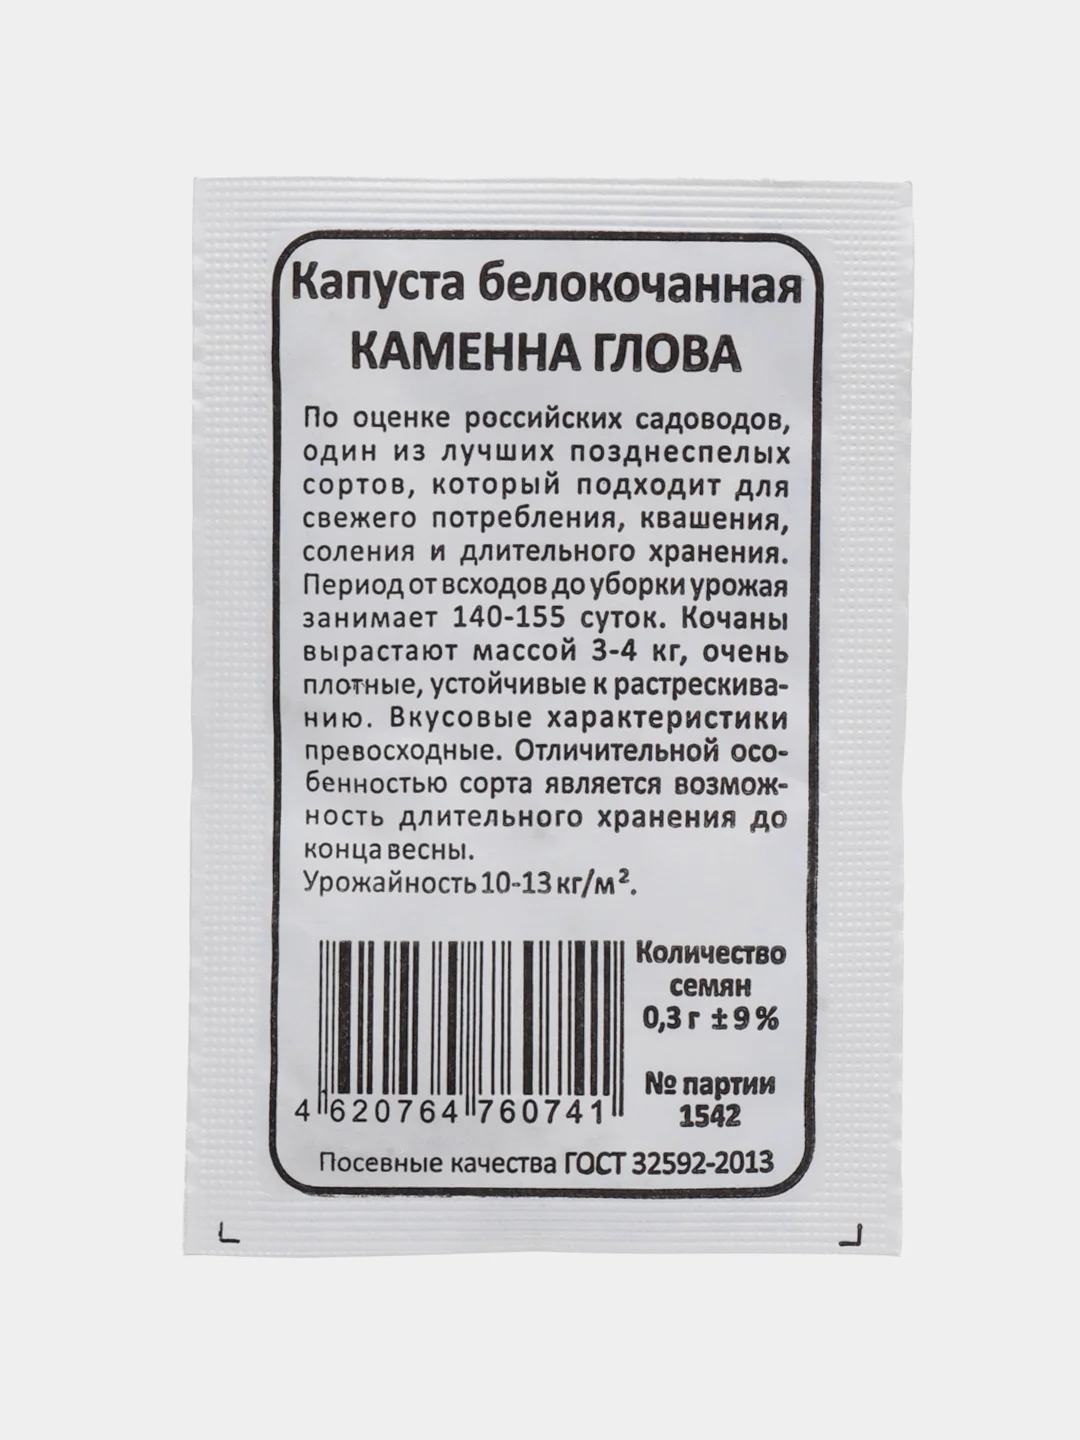 Капуста белокочанная
КАМЕННА ГЛОВА
По оценке российских садоводов,
один из лучших позднеспелых
сортов, который подходит для
свежего потребления, квашения,
соления и длительного хранения.
Период от всходов до уборки урожая
занимает 140-155 суток. Кочаны
вырастают массой 3-4 кг, очень
плотные, устойчивые к растрескива-
нию. Вкусовые характеристики
превосходные. Отличительной осо-
бенностью сорта является возмож-
ность длительного хранения до
конца весны.
Урожайность 10-13 кг/м².
Количество
семян
0,3 г ± 9 %
№ партии
1542
4 620764 760741
Посевные качества ГОСТ 32592-2013